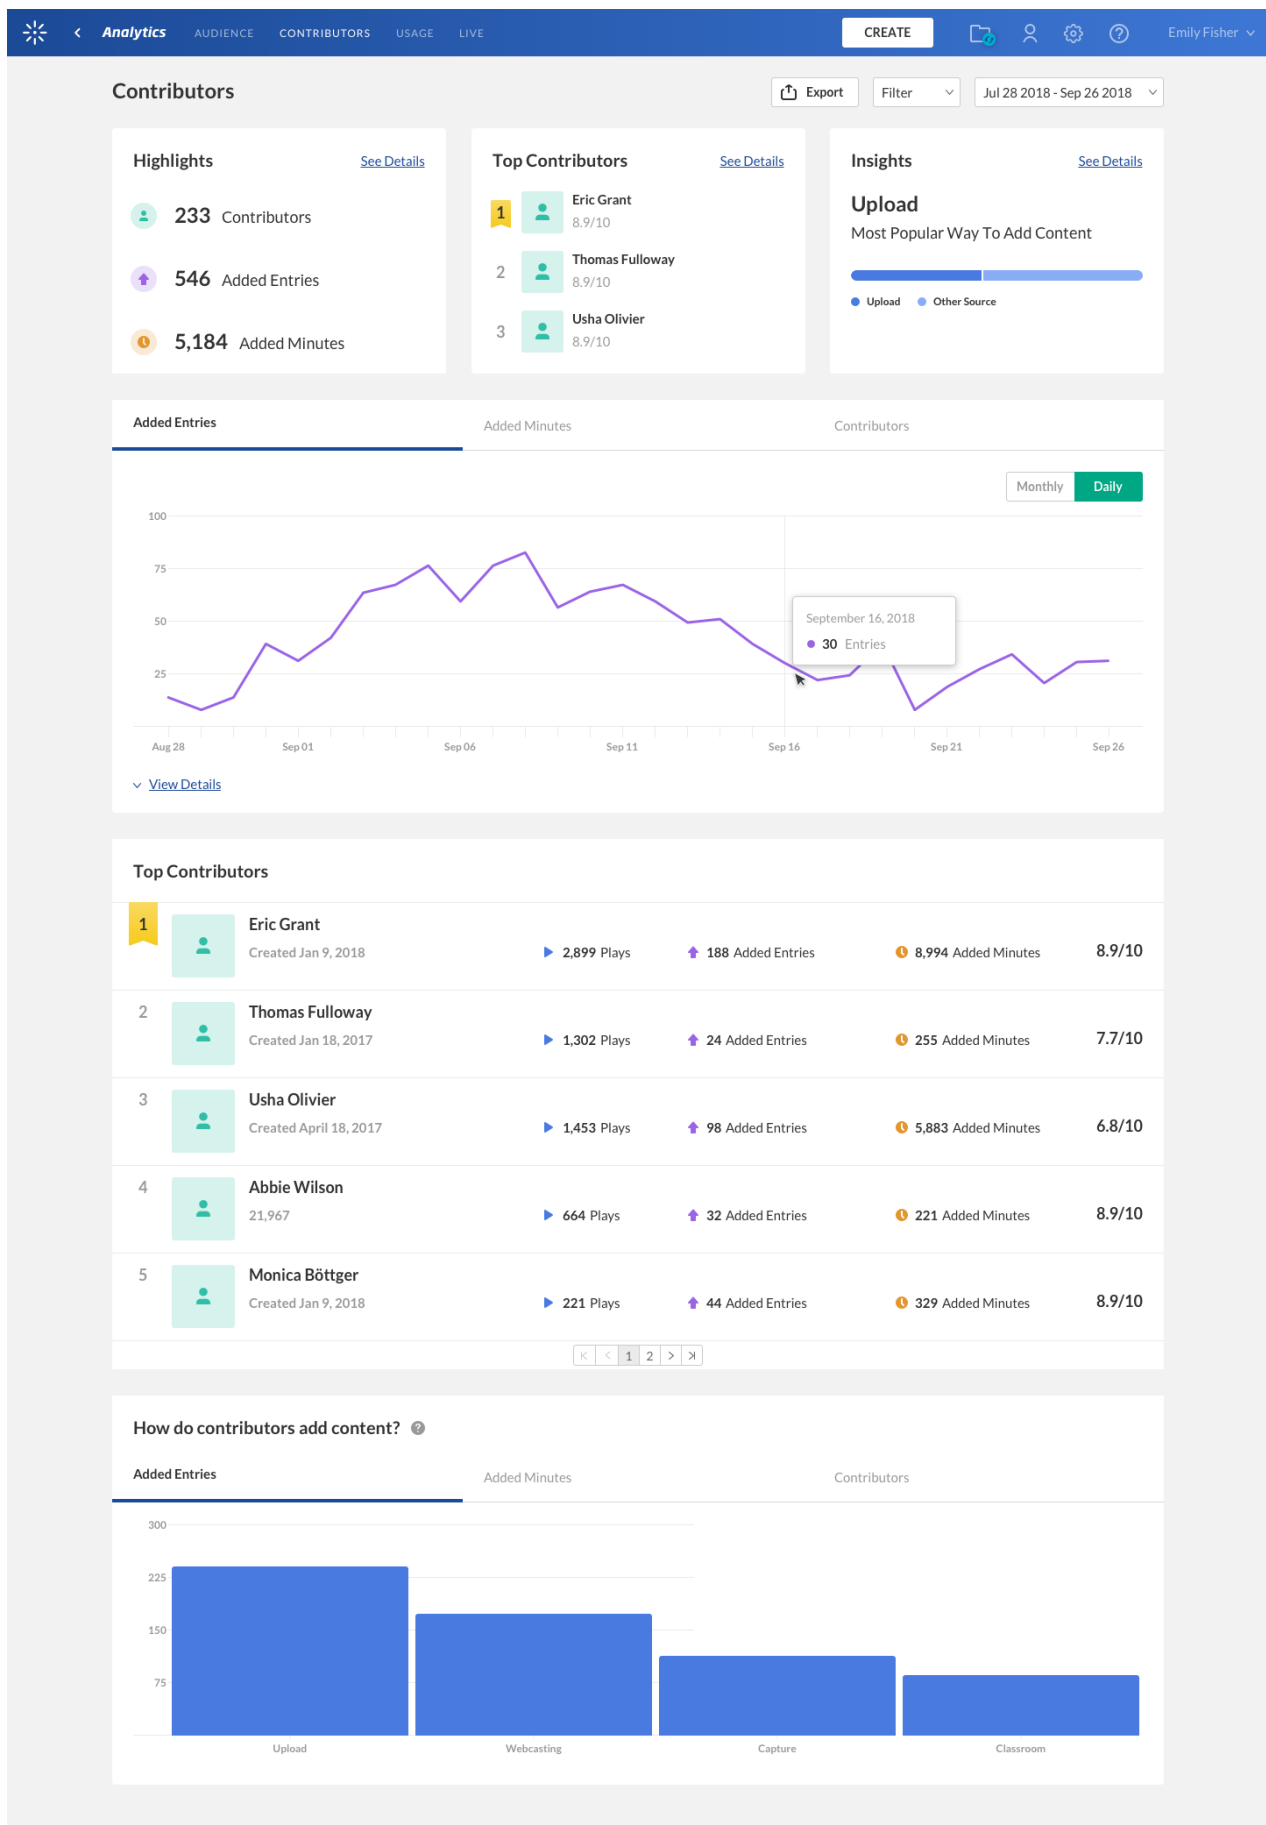 Analytics AUDIENCE CONTRIBUTORS USAGE LIVE CREATE Emily Fisher
Contributors Export Filter Jul 28 2018 - Sep 26 2018
Highlights See Details
233 Contributors
546 Added Entries
5,184 Added Minutes
Top Contributors See Details
1 Eric Grant
8.9/10
2 Thomas Fulloway
8.9/10
3 Usha Olivier
8.9/10
Insights See Details
Upload
Most Popular Way To Add Content
Upload Other Source
Added Entries Added Minutes Contributors
Monthly Daily
100
75
50
25
September 16, 2018
30 Entries
Aug 28 Sep 01 Sep 06 Sep 11 Sep 16 Sep 21 Sep 26
View Details
Top Contributors
1 Eric Grant
Created Jan 9, 2018 2,899 Plays 188 Added Entries 8,994 Added Minutes 8.9/10
2 Thomas Fulloway
Created Jan 18, 2017 1,302 Plays 24 Added Entries 255 Added Minutes 7.7/10
3 Usha Olivier
Created April 18, 2017 1,453 Plays 98 Added Entries 5,883 Added Minutes 6.8/10
4 Abbie Wilson
21,967 664 Plays 32 Added Entries 221 Added Minutes 8.9/10
5 Monica Böttger
Created Jan 9, 2018 221 Plays 44 Added Entries 329 Added Minutes 8.9/10
1 2
How do contributors add content? ?
Added Entries Added Minutes Contributors
300
225
150
75
Upload Webcasting Capture Classroom